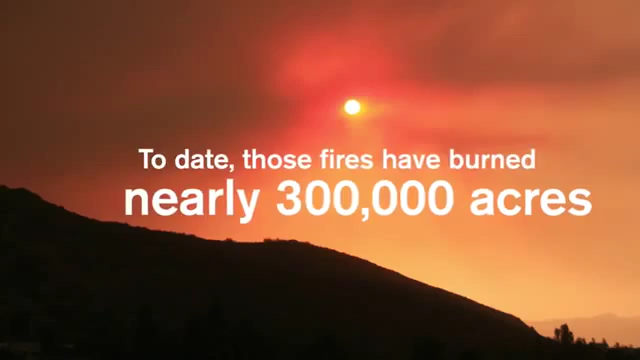 To date, those fires have burned
nearly 300,000 acres